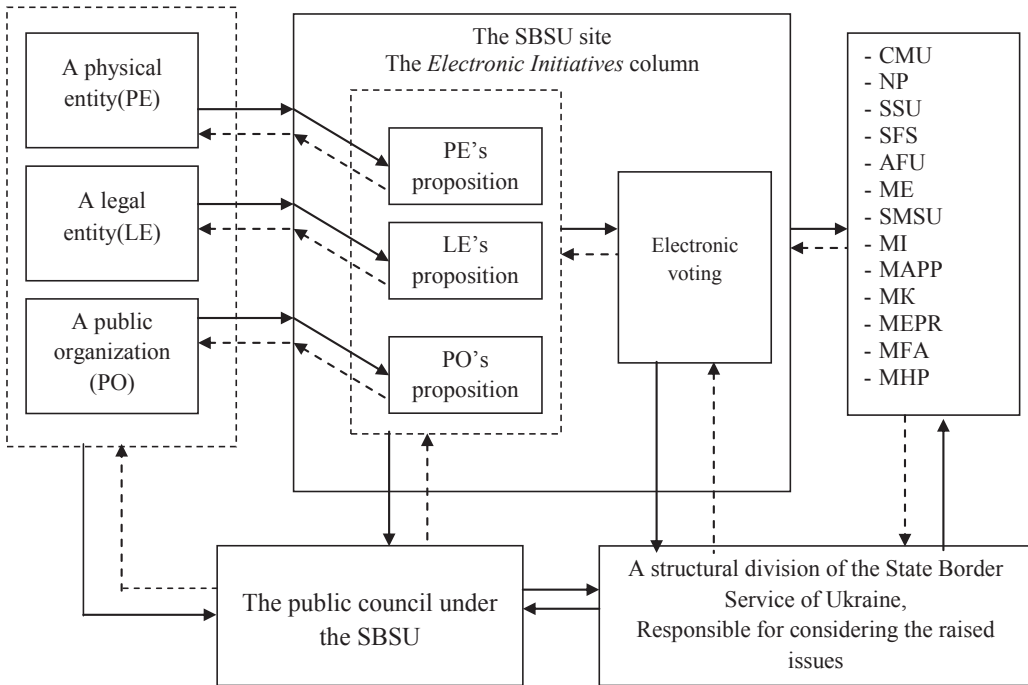 A physical
entity(PE)
A legal
entity(LE)
A public
organization
(PO)
The SBSU site
The Electronic Initiatives column
PE’s
proposition
LE’s
proposition
PO’s
proposition
Electronic
voting
- CMU
- NP
- SSU
- SFS
- AFU
- ME
- SMSU
- MI
- MAPP
- МК
- MEPR
- MFA
- MHP
The public council under
the SBSU
A structural division of the State Border
Service of Ukraine,
Responsible for considering the raised
issues